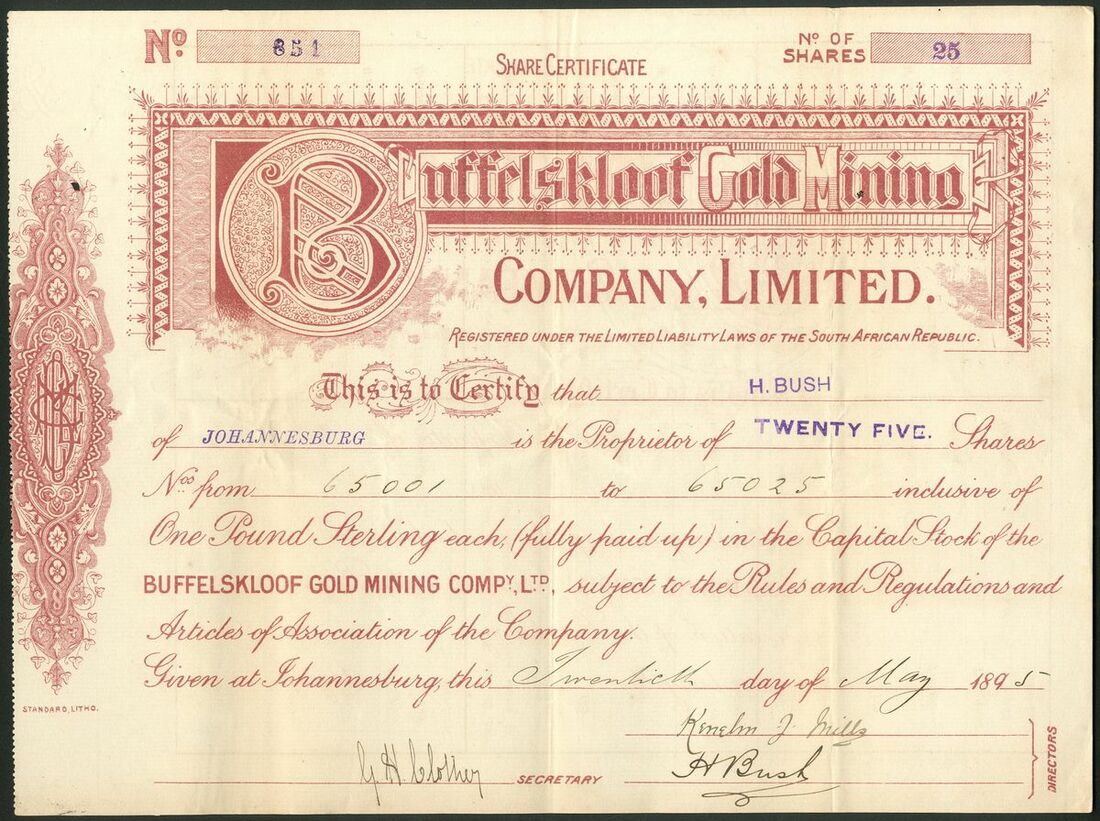 No. 851
No. OF SHARES 25
SHARE CERTIFICATE
Buffelskloof Gold Mining
COMPANY, LIMITED.
REGISTERED UNDER THE LIMITED LIABILITY LAWS OF THE SOUTH AFRICAN REPUBLIC.
This is to Certify that H. BUSH
of JOHANNESBURG is the Proprietor of TWENTY FIVE. Shares
Nos from 65001 to 65025 inclusive of
One Pound Sterling each, (fully paid up) in the Capital Stock of the
BUFFELSKLOOF GOLD MINING COMPY., LTD., subject to the Rules and Regulations and
Articles of Association of the Company.
Given at Johannesburg, this Twentieth day of May 1895
STANDARD, LITHO.
Kenelm J. Mills
G H Clother SECRETARY H Bush
DIRECTORS